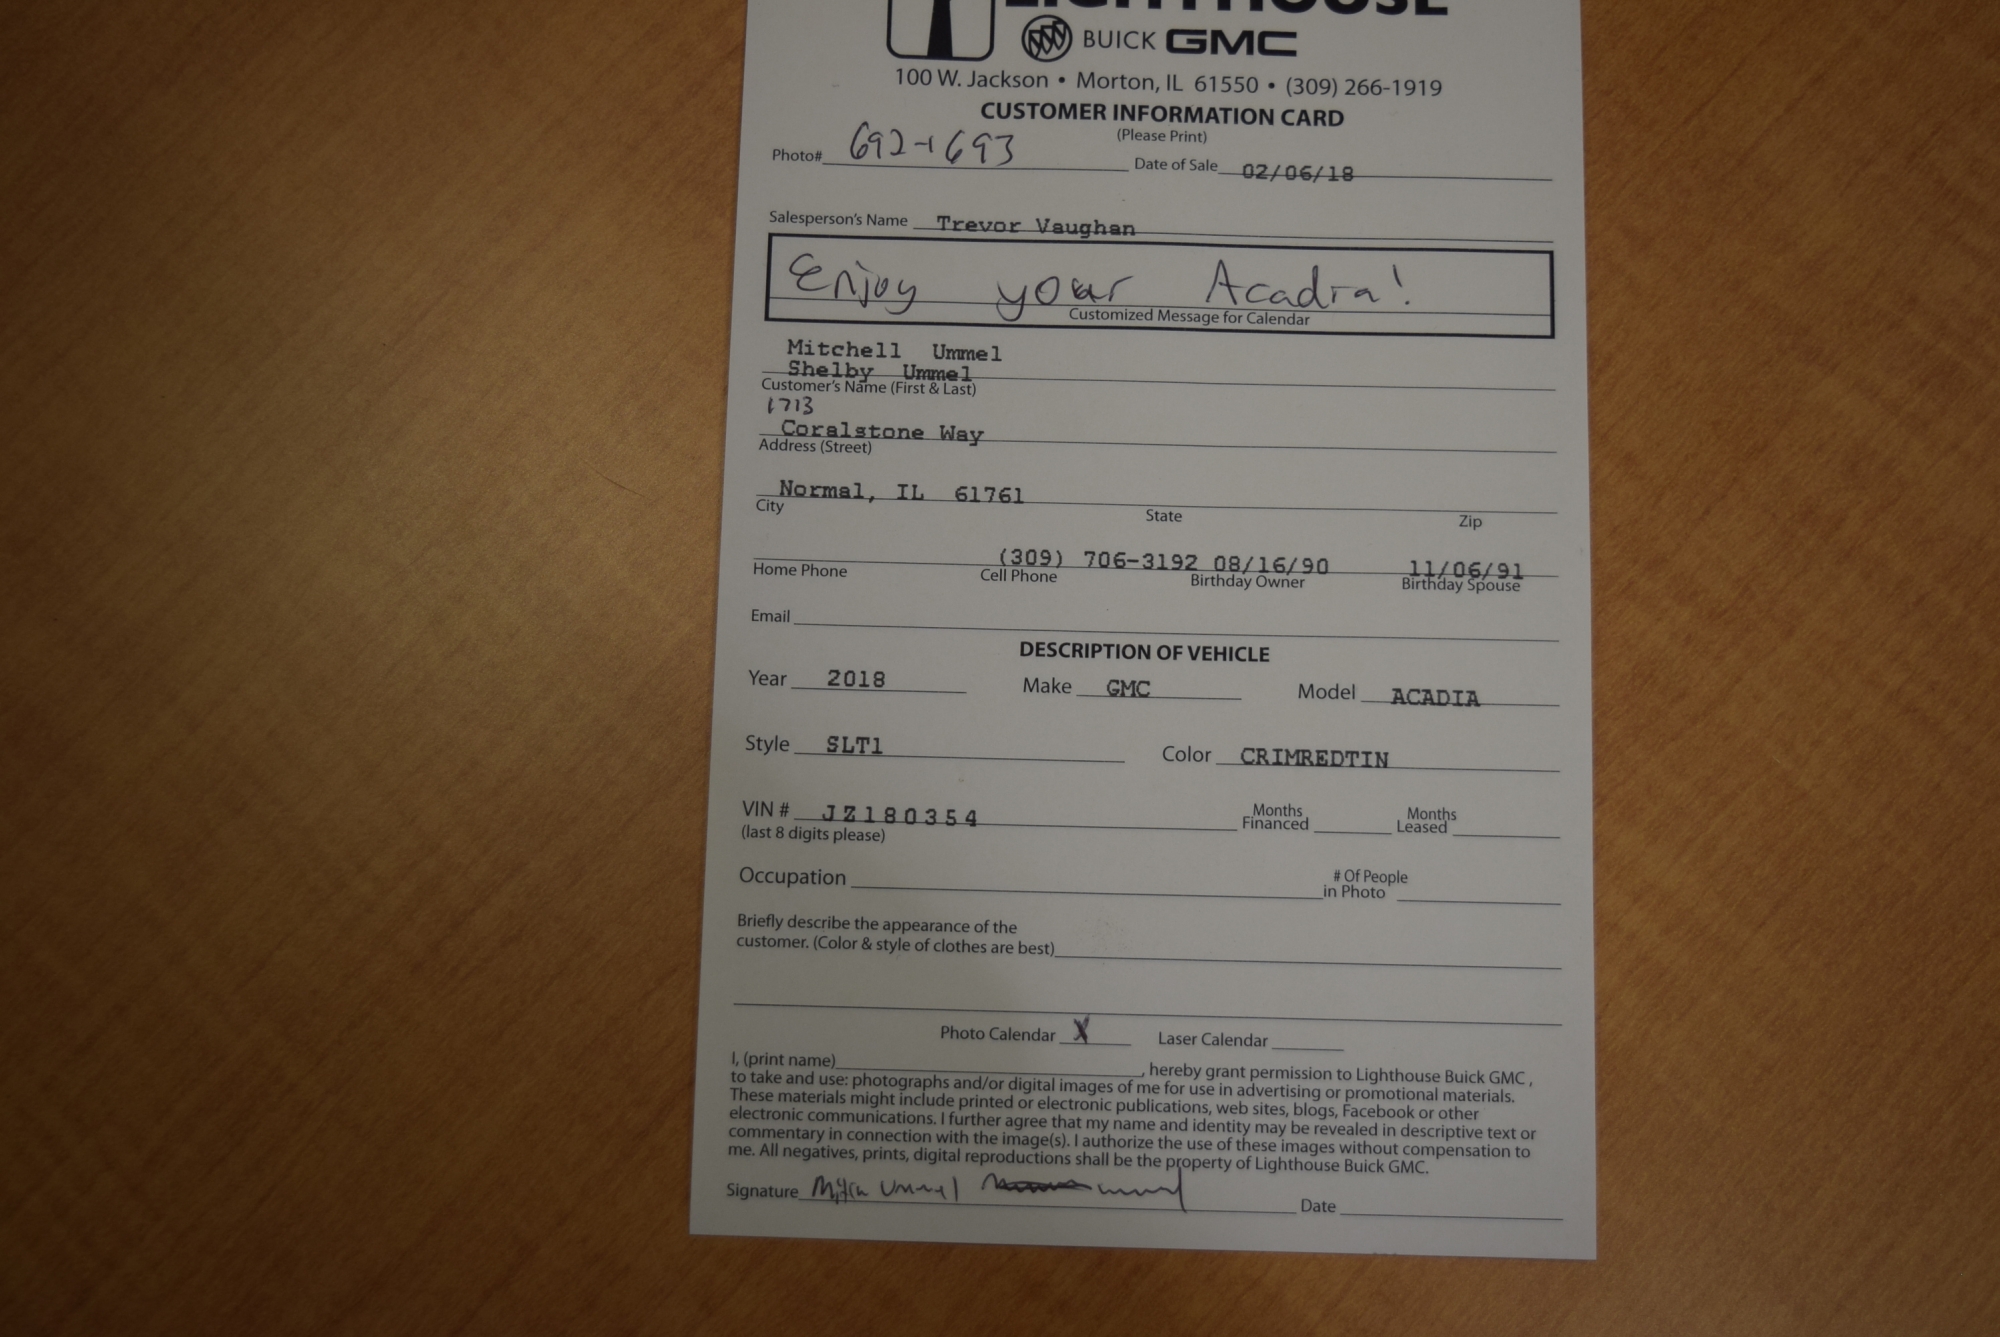 LIGHTHOUSE
BUICK GMC
100 W. Jackson • Morton, IL 61550 • (309) 266-1919
CUSTOMER INFORMATION CARD
(Please Print)
Photo# 692-1693 Date of Sale 02/06/18
Salesperson's Name Trevor Vaughan
Enjoy your Acadia!
Customized Message for Calendar
Mitchell Ummel
Shelby Ummel
Customer's Name (First & Last)
1713
Coralstone Way
Address (Street)
Normal, IL 61761
City State Zip
(309) 706-3192 08/16/90 11/06/91
Home Phone Cell Phone Birthday Owner Birthday Spouse
Email
DESCRIPTION OF VEHICLE
Year 2018 Make GMC Model ACADIA
Style SLT1 Color CRIMREDTIN
VIN # JZ180354 Months Financed Months Leased
(last 8 digits please)
Occupation # Of People in Photo
Briefly describe the appearance of the
customer. (Color & style of clothes are best)
Photo Calendar X Laser Calendar
I, (print name) , hereby grant permission to Lighthouse Buick GMC ,
to take and use: photographs and/or digital images of me for use in advertising or promotional materials.
These materials might include printed or electronic publications, web sites, blogs, Facebook or other
electronic communications. I further agree that my name and identity may be revealed in descriptive text or
commentary in connection with the image(s). I authorize the use of these images without compensation to
me. All negatives, prints, digital reproductions shall be the property of Lighthouse Buick GMC.
Signature Ummel Date